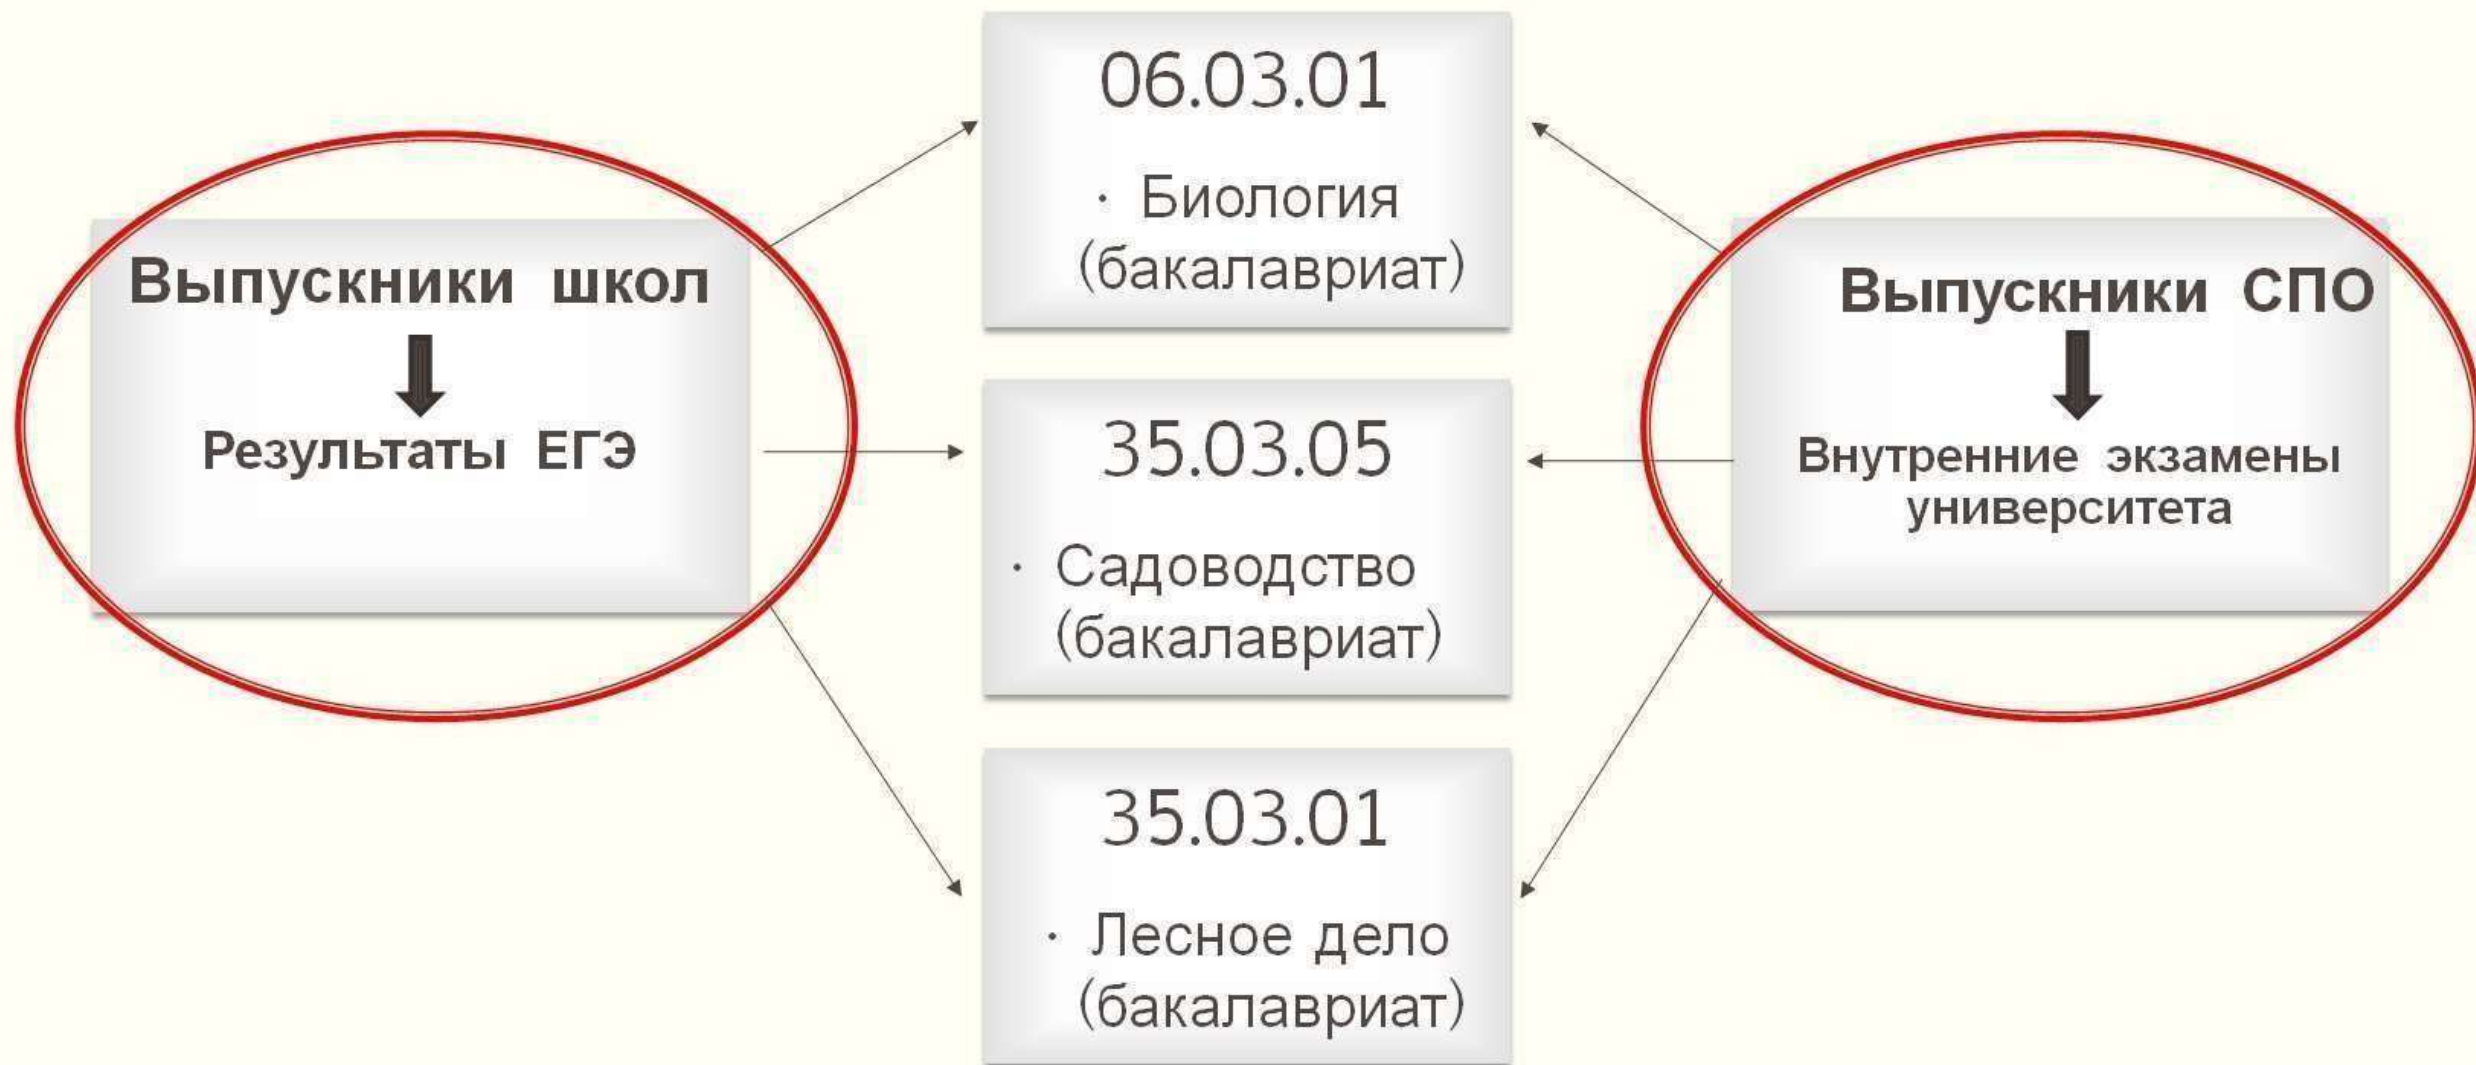 Выпускники школ
Результаты ЕГЭ
06.03.01
· Биология
(бакалавриат)
35.03.05
· Садоводство
(бакалавриат)
35.03.01
· Лесное дело
(бакалавриат)
Выпускники СПО
Внутренние экзамены
университета